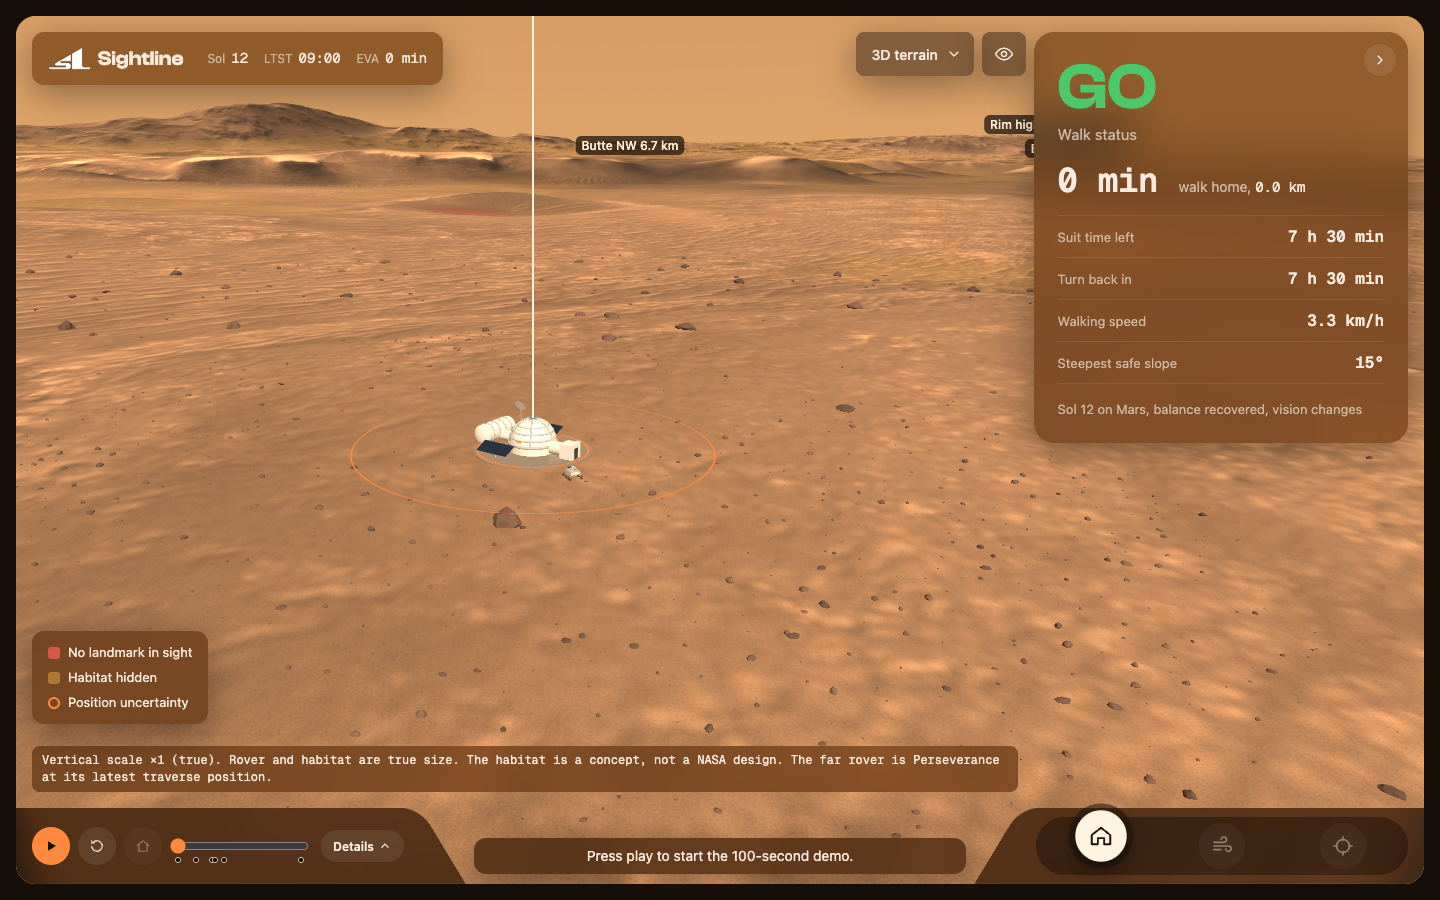 Sightline Sol 12 LTST 09:00 EVA 0 min
3D terrain
GO
Walk status
0 min walk home, 0.0 km
Suit time left 7 h 30 min
Turn back in 7 h 30 min
Walking speed 3.3 km/h
Steepest safe slope 15°
Sol 12 on Mars, balance recovered, vision changes
Rim hig
Butte NW 6.7 km
No landmark in sight
Habitat hidden
Position uncertainty
Vertical scale ×1 (true). Rover and habitat are true size. The habitat is a concept, not a NASA design. The far rover is Perseverance
at its latest traverse position.
Details
Press play to start the 100-second demo.